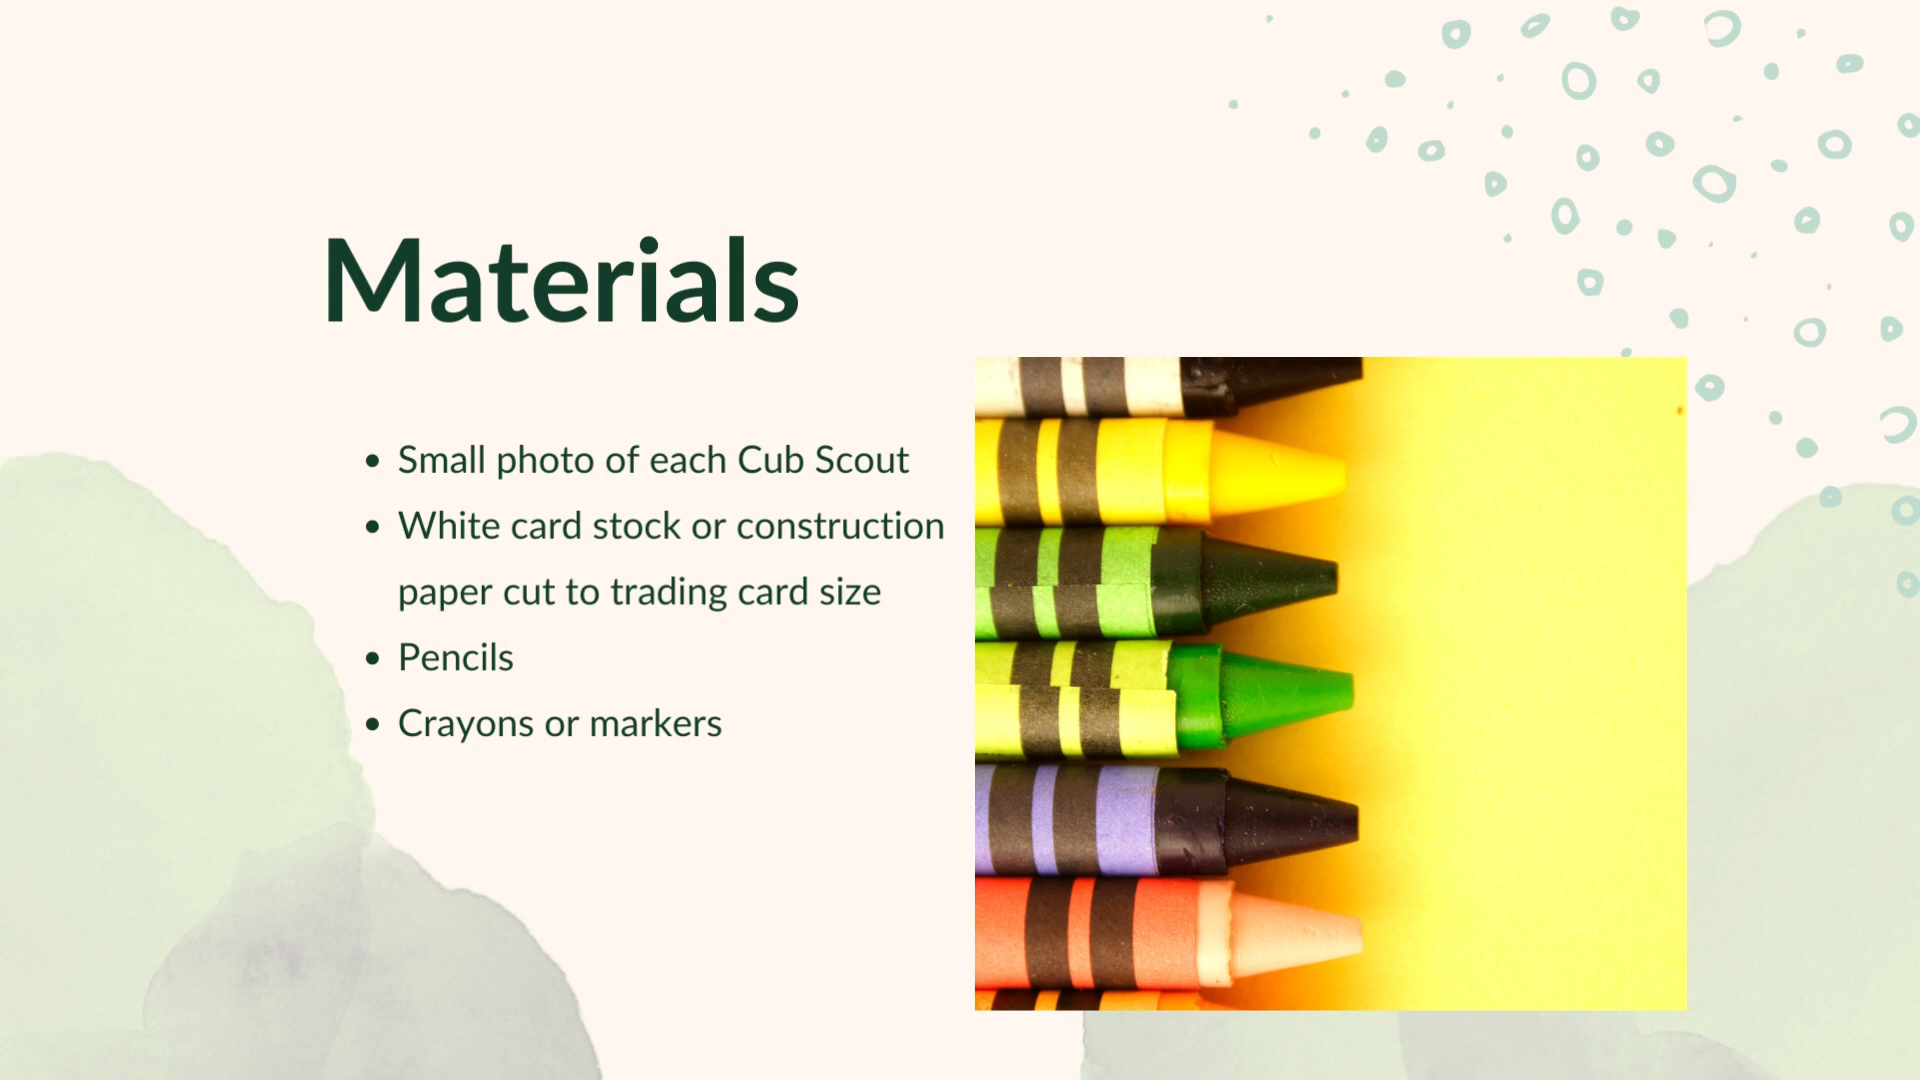 Materials
• Small photo of each Cub Scout
• White card stock or construction
paper cut to trading card size
• Pencils
• Crayons or markers